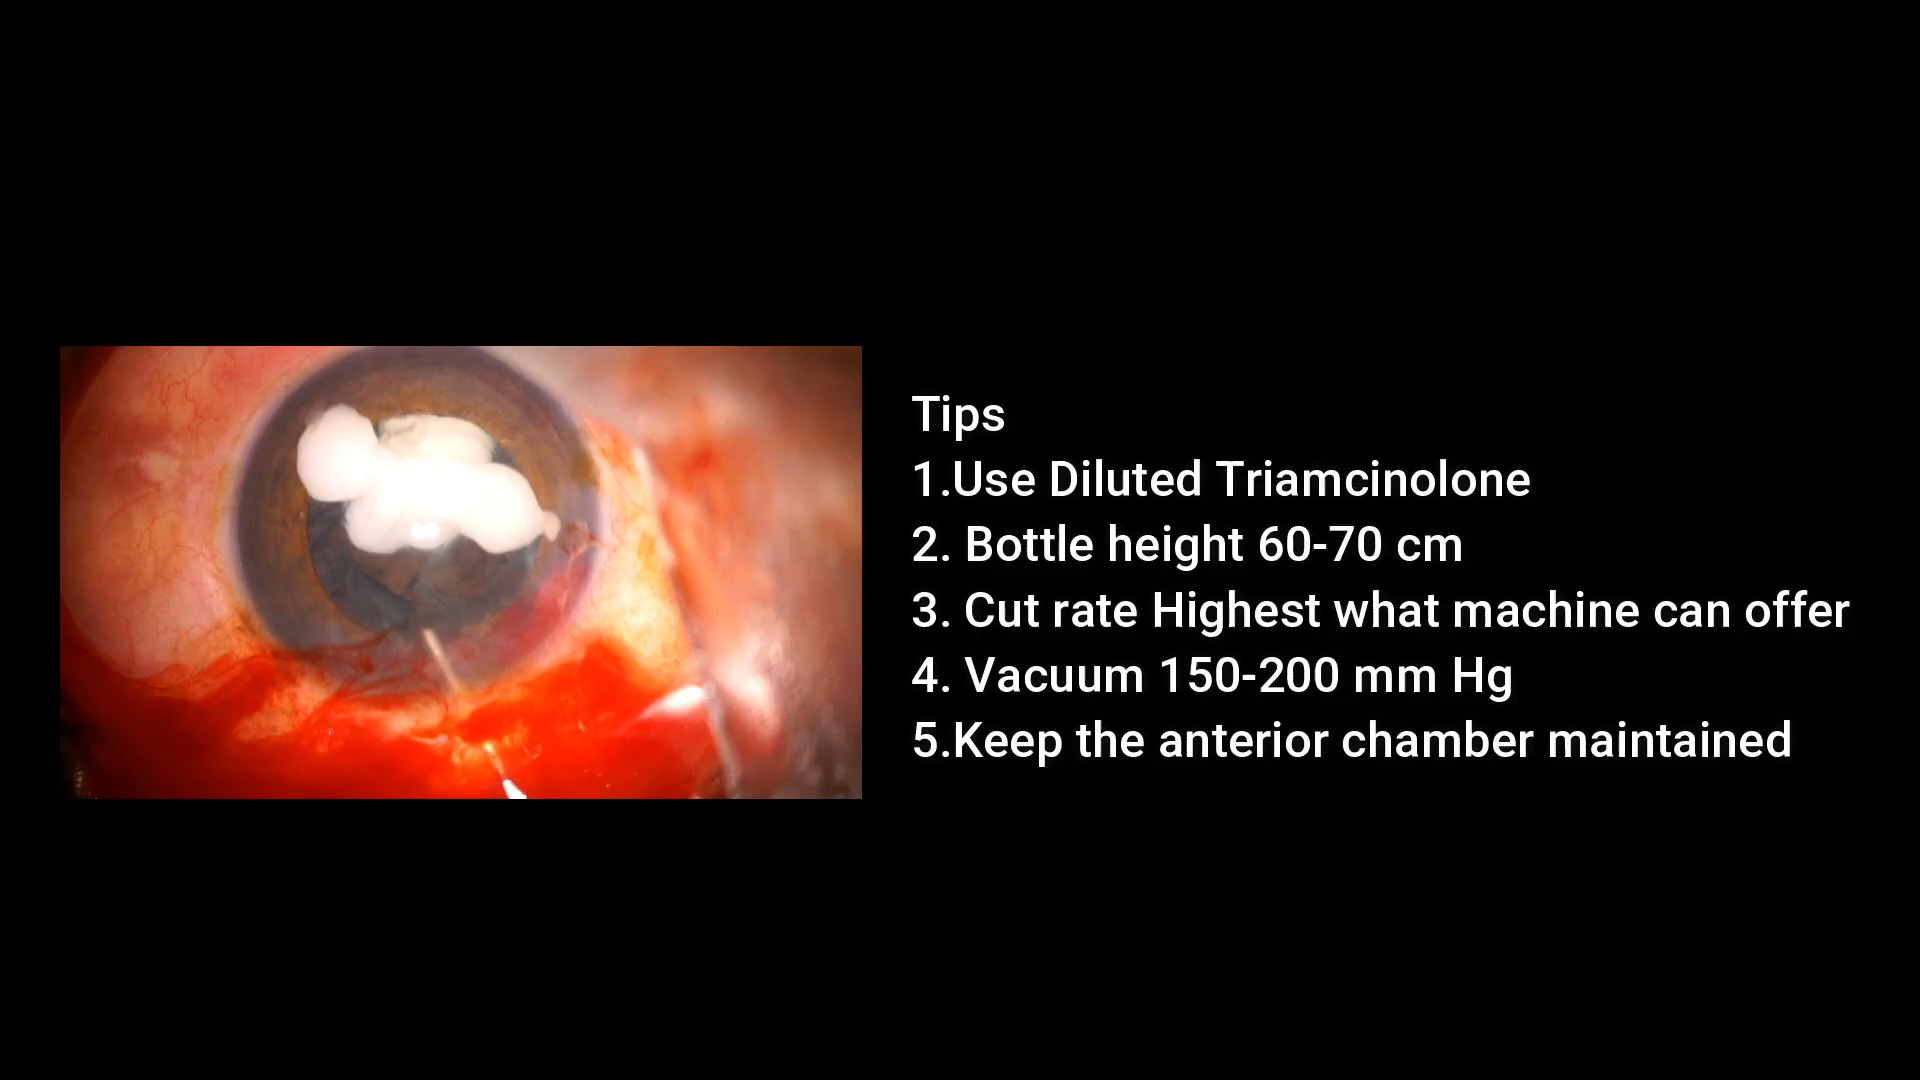 Tips
1.Use Diluted Triamcinolone
2. Bottle height 60-70 cm
3. Cut rate Highest what machine can offer
4. Vacuum 150-200 mm Hg
5.Keep the anterior chamber maintained